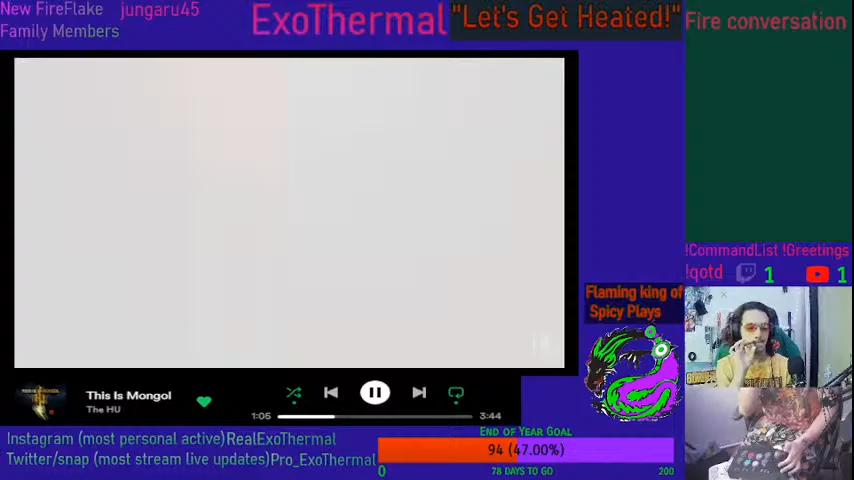 New FireFlake jungaru45
Family Members
ExoThermal
"Let's Get Heated!"
Fire conversation
!CommandList !Greetings
!qotd 1 1
Flaming king of
Spicy Plays
This Is Mongol
The HU
1:05 3:44
Instagram (most personal active)RealExoThermal
Twitter/snap (most stream live updates)Pro_ExoThermal
End of Year Goal
94 (47.00%)
0 78 DAYS TO GO 200